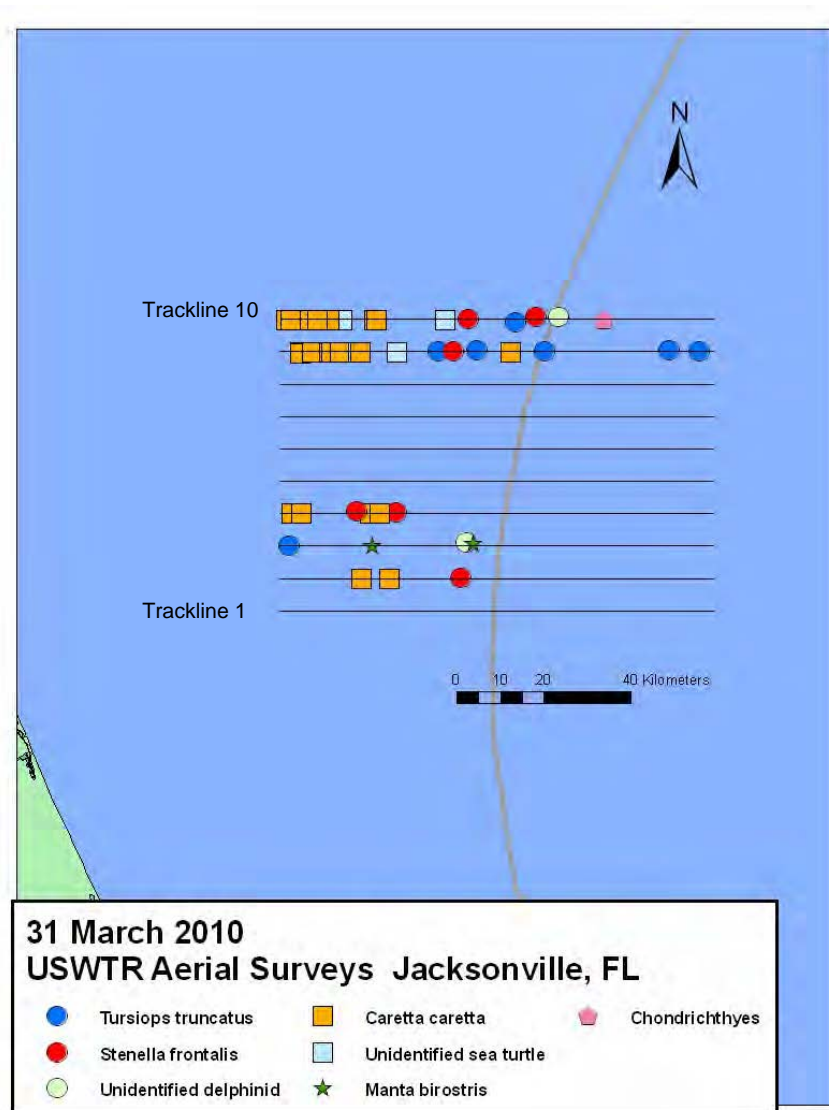 N
Trackline 10
Trackline 1
0 10 20 40 Kilometers
31 March 2010
USWTR Aerial Surveys Jacksonville, FL
Tursiops truncatus
Caretta caretta
Chondrichthyes
Stenella frontalis
Unidentified sea turtle
Unidentified delphinid
Manta birostris